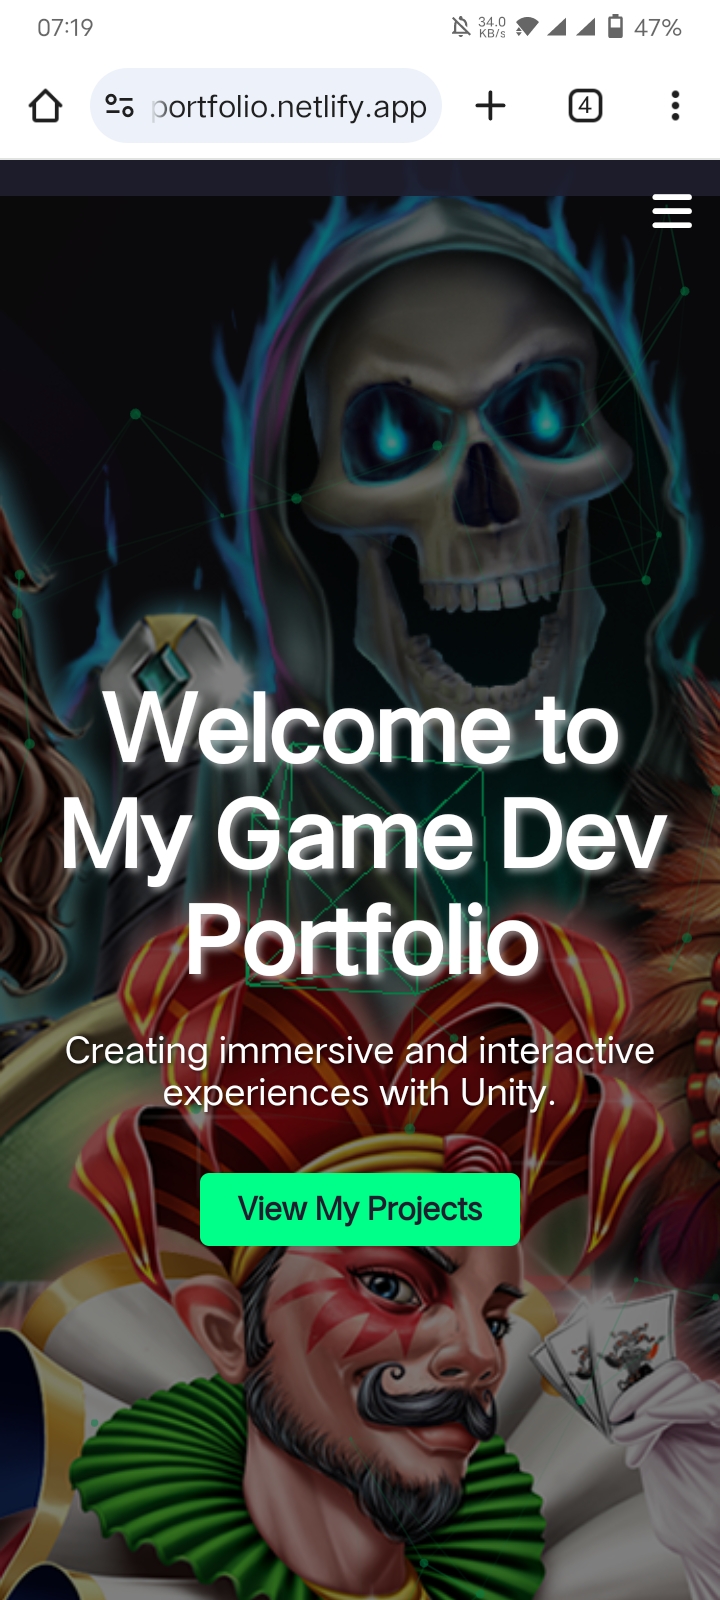 07:19
34.0
KB/s
47%
portfolio.netlify.app
4
Welcome to
My Game Dev
Portfolio
Creating immersive and interactive
experiences with Unity.
View My Projects